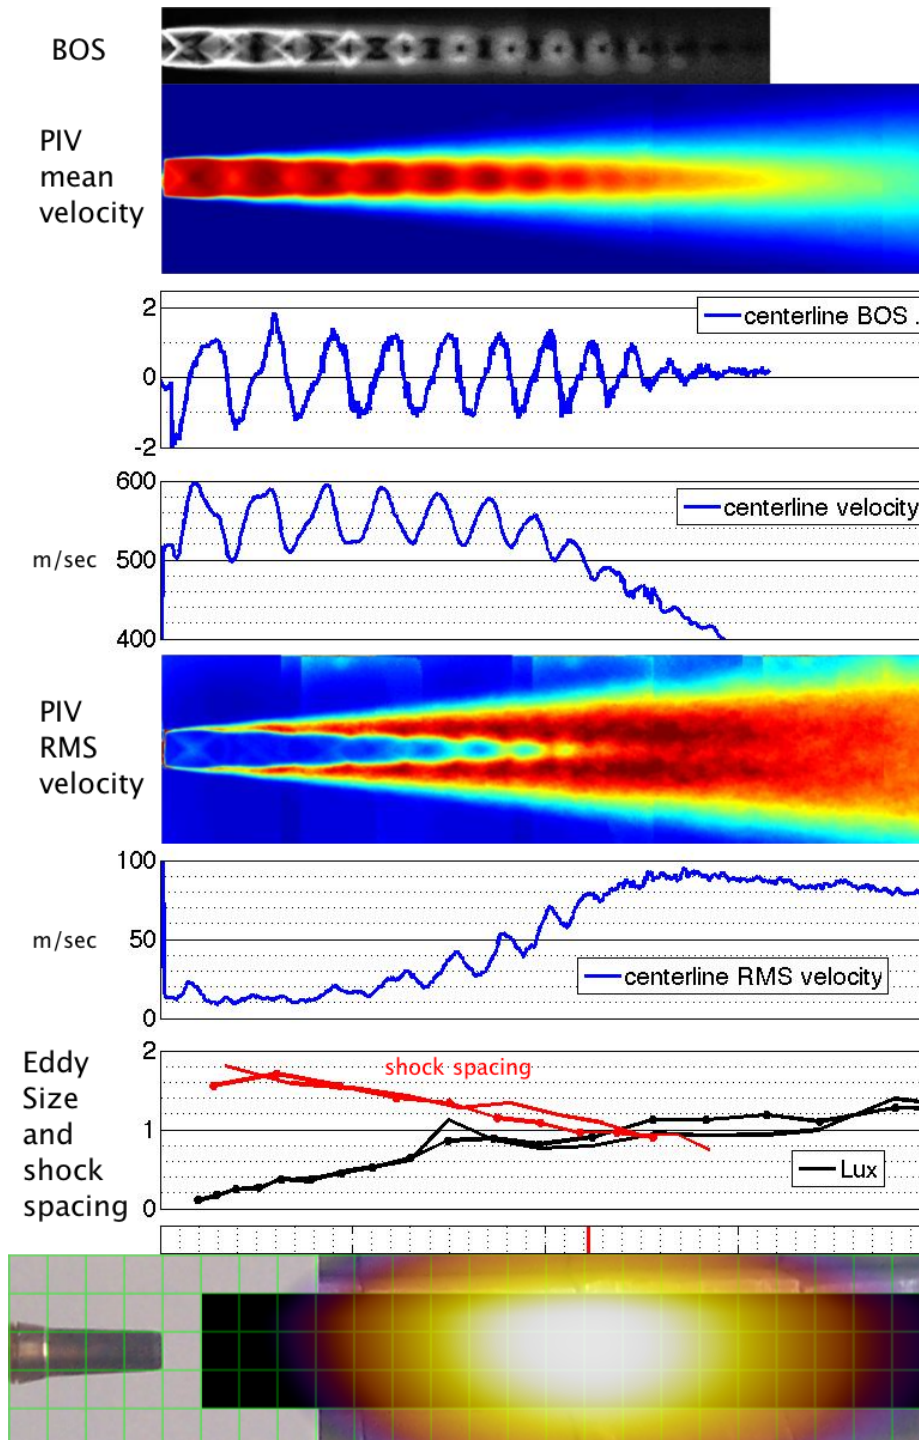 BOS
PIV
mean
velocity
2
0
-2
centerline BOS .
600
m/sec
500
400
centerline velocity
PIV
RMS
velocity
100
m/sec
50
0
centerline RMS velocity
Eddy
Size
and
shock
spacing
2
1
0
shock spacing
Lux